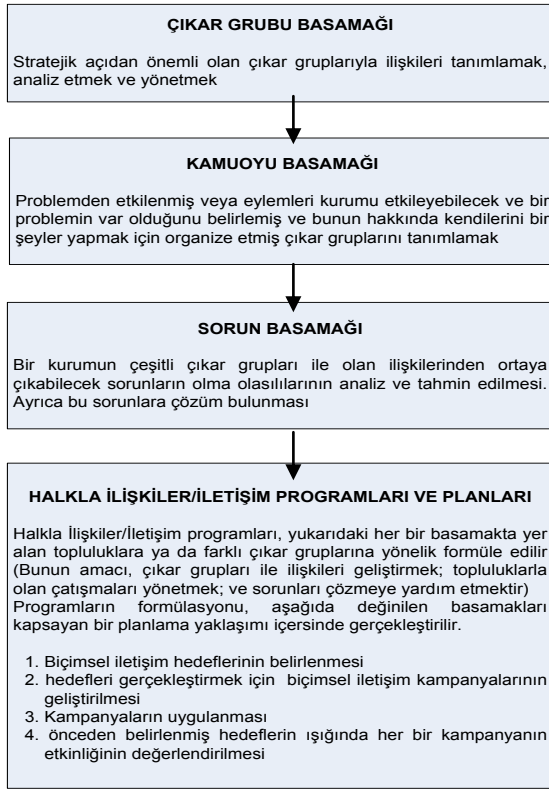 ÇIKAR GRUBU BASAMAĞI
Stratejik açıdan önemli olan çıkar gruplarıyla ilişkileri tanımlamak,
analiz etmek ve yönetmek
KAMUOYU BASAMAĞI
Problemden etkilenmiş veya eylemleri kurumu etkileyebilecek ve bir
problemin var olduğunu belirlemiş ve bunun hakkında kendilerini bir
şeyler yapmak için organize etmiş çıkar gruplarını tanımlamak
SORUN BASAMAĞI
Bir kurumun çeşitli çıkar grupları ile olan ilişkilerinden ortaya
çıkabilecek sorunların olma olasılılarının analiz ve tahmin edilmesi.
Ayrıca bu sorunlara çözüm bulunması
HALKLA İLİŞKİLER/İLETİŞİM PROGRAMLARI VE PLANLARI
Halkla İlişkiler/İletişim programları, yukarıdaki her bir basamakta yer
alan topluluklara ya da farklı çıkar gruplarına yönelik formüle edilir
(Bunun amacı, çıkar grupları ile ilişkileri geliştirmek; topluluklarla
olan çatışmaları yönetmek; ve sorunları çözmeye yardım etmektir)
Programların formülasyonu, aşağıda değinilen basamakları
kapsayan bir planlama yaklaşımı içersinde gerçekleştirilir.
1. Biçimsel iletişim hedeflerinin belirlenmesi
2. hedefleri gerçekleştirmek için biçimsel iletişim kampanyalarının
geliştirilmesi
3. Kampanyaların uygulanması
4. önceden belirlenmiş hedeflerin ışığında her bir kampanyanın
etkinliğinin değerlendirilmesi